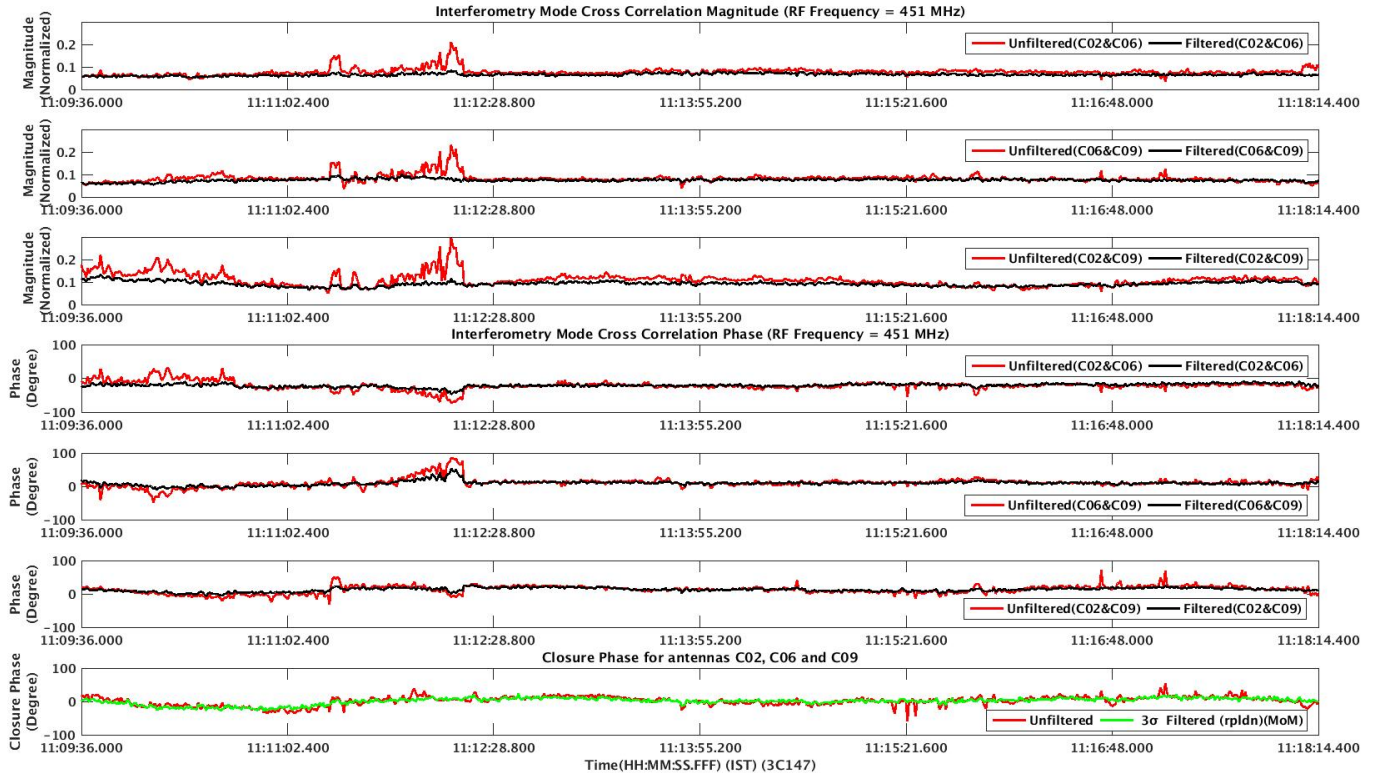 Interferometry Mode Cross Correlation Magnitude (RF Frequency = 451 MHz)
Magnitude
(Normalized)
0.2
0.1
0
Unfiltered(C02&C06) Filtered(C02&C06)
11:09:36.000 11:11:02.400 11:12:28.800 11:13:55.200 11:15:21.600 11:16:48.000 11:18:14.400
Magnitude
(Normalized)
0.2
0.1
0
Unfiltered(C06&C09) Filtered(C06&C09)
11:09:36.000 11:11:02.400 11:12:28.800 11:13:55.200 11:15:21.600 11:16:48.000 11:18:14.400
Magnitude
(Normalized)
0.2
0.1
0
Unfiltered(C02&C09) Filtered(C02&C09)
11:09:36.000 11:11:02.400 11:12:28.800 11:13:55.200 11:15:21.600 11:16:48.000 11:18:14.400
Interferometry Mode Cross Correlation Phase (RF Frequency = 451 MHz)
Phase
(Degree)
100
0
-100
Unfiltered(C02&C06) Filtered(C02&C06)
11:09:36.000 11:11:02.400 11:12:28.800 11:13:55.200 11:15:21.600 11:16:48.000 11:18:14.400
Phase
(Degree)
100
0
-100
Unfiltered(C06&C09) Filtered(C06&C09)
11:09:36.000 11:11:02.400 11:12:28.800 11:13:55.200 11:15:21.600 11:16:48.000 11:18:14.400
Phase
(Degree)
100
0
-100
Unfiltered(C02&C09) Filtered(C02&C09)
11:09:36.000 11:11:02.400 11:12:28.800 11:13:55.200 11:15:21.600 11:16:48.000 11:18:14.400
Closure Phase for antennas C02, C06 and C09
Closure Phase
(Degree)
100
0
-100
Unfiltered 3σ Filtered (rpldn)(MoM)
11:09:36.000 11:11:02.400 11:12:28.800 11:13:55.200 11:15:21.600 11:16:48.000 11:18:14.400
Time(HH:MM:SS.FFF) (IST) (3C147)